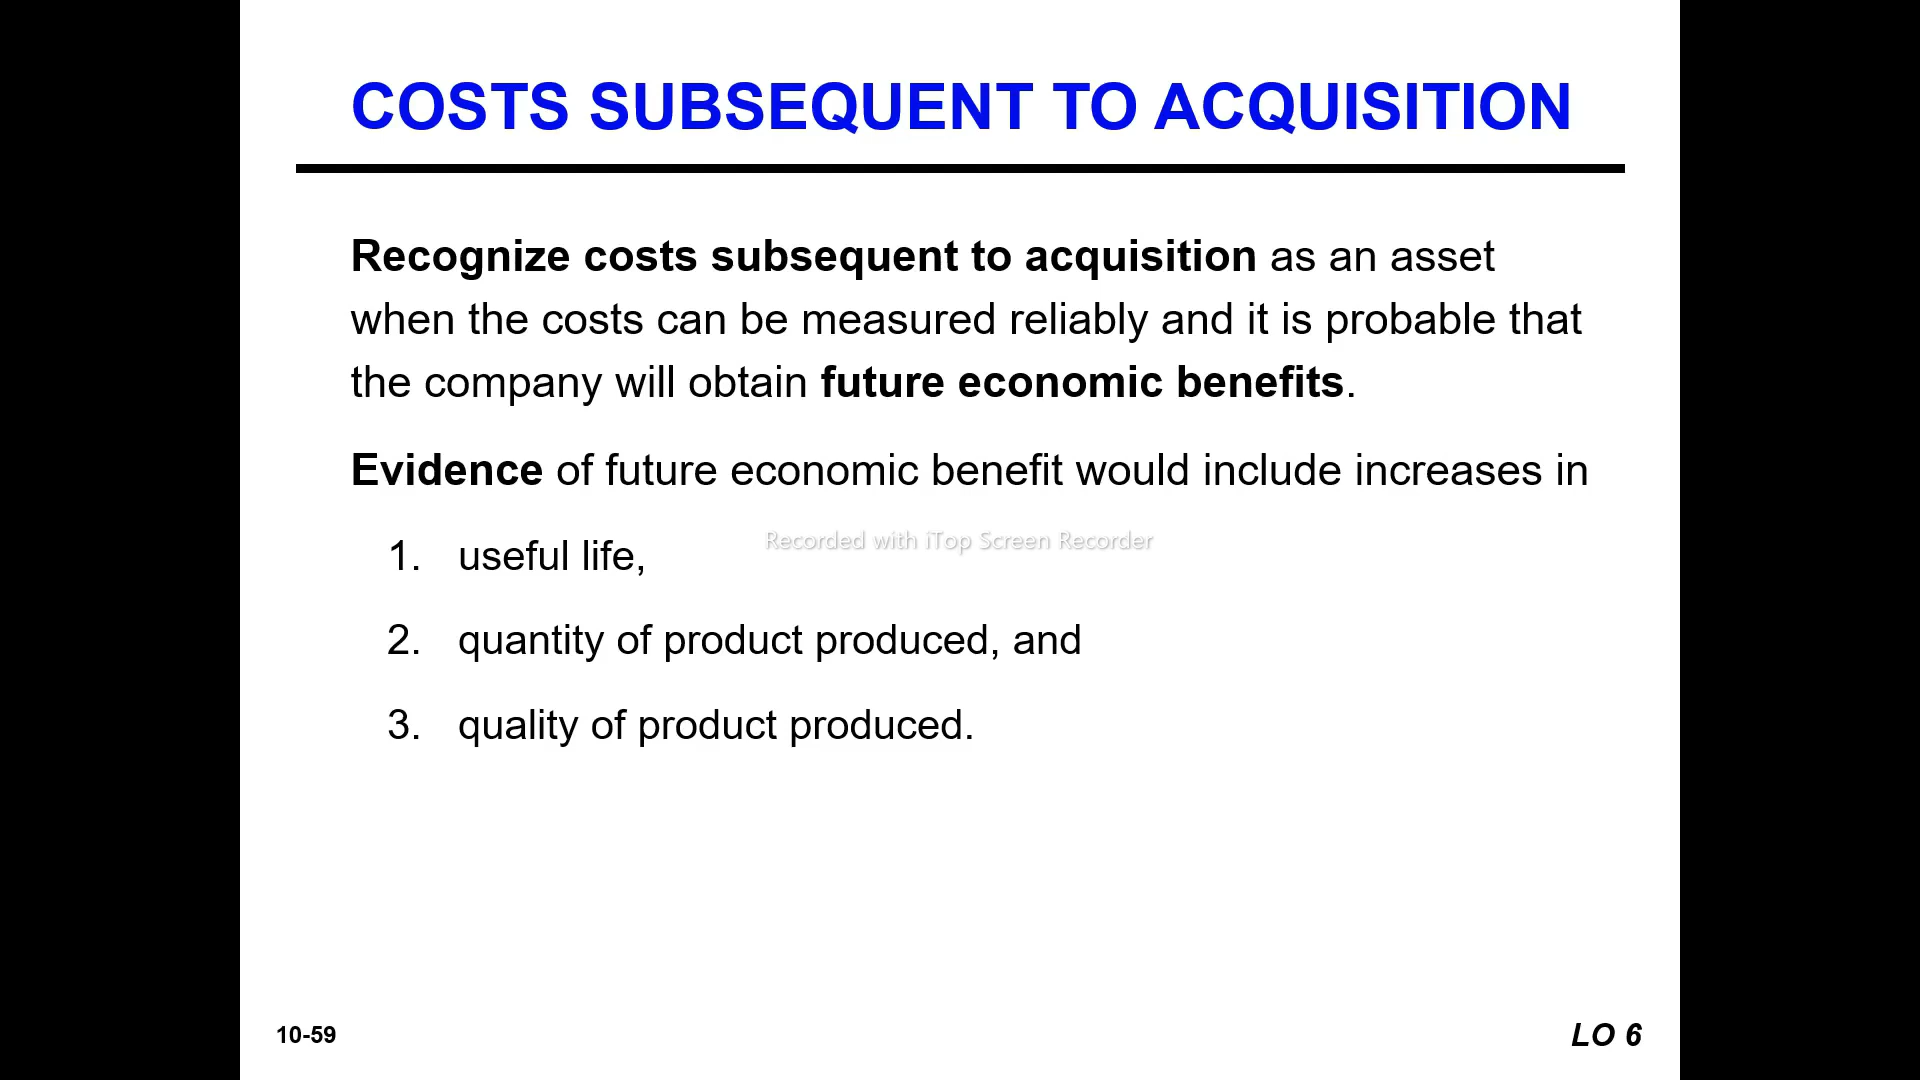 COSTS SUBSEQUENT TO ACQUISITION
Recognize costs subsequent to acquisition as an asset
when the costs can be measured reliably and it is probable that
the company will obtain future economic benefits.
Evidence of future economic benefit would include increases in
Recorded with iTop Screen Recorder
1. useful life,
2. quantity of product produced, and
3. quality of product produced.
10-59
LO 6